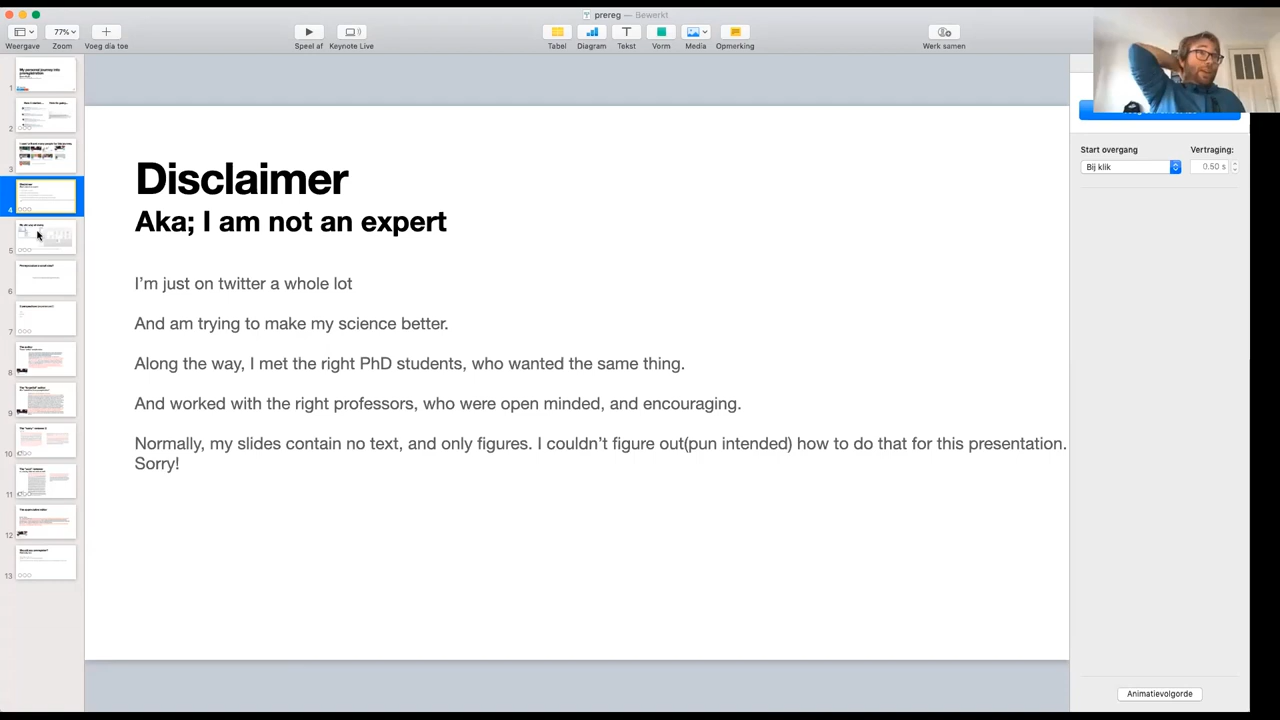 prereg — Bewerkt
77%
Weergave
Zoom
Voeg dia toe
Speel af
Keynote Live
Tabel
Diagram
Tekst
Vorm
Media
Opmerking
Werk samen
1
2
3
4
5
6
7
8
9
10
11
12
13
Disclaimer
Aka; I am not an expert
I’m just on twitter a whole lot
And am trying to make my science better.
Along the way, I met the right PhD students, who wanted the same thing.
And worked with the right professors, who were open minded, and encouraging.
Normally, my slides contain no text, and only figures. I couldn’t figure out(pun intended) how to do that for this presentation.
Sorry!
Start overgang
Vertraging:
Bij klik
0.50 s
Animatievolgorde